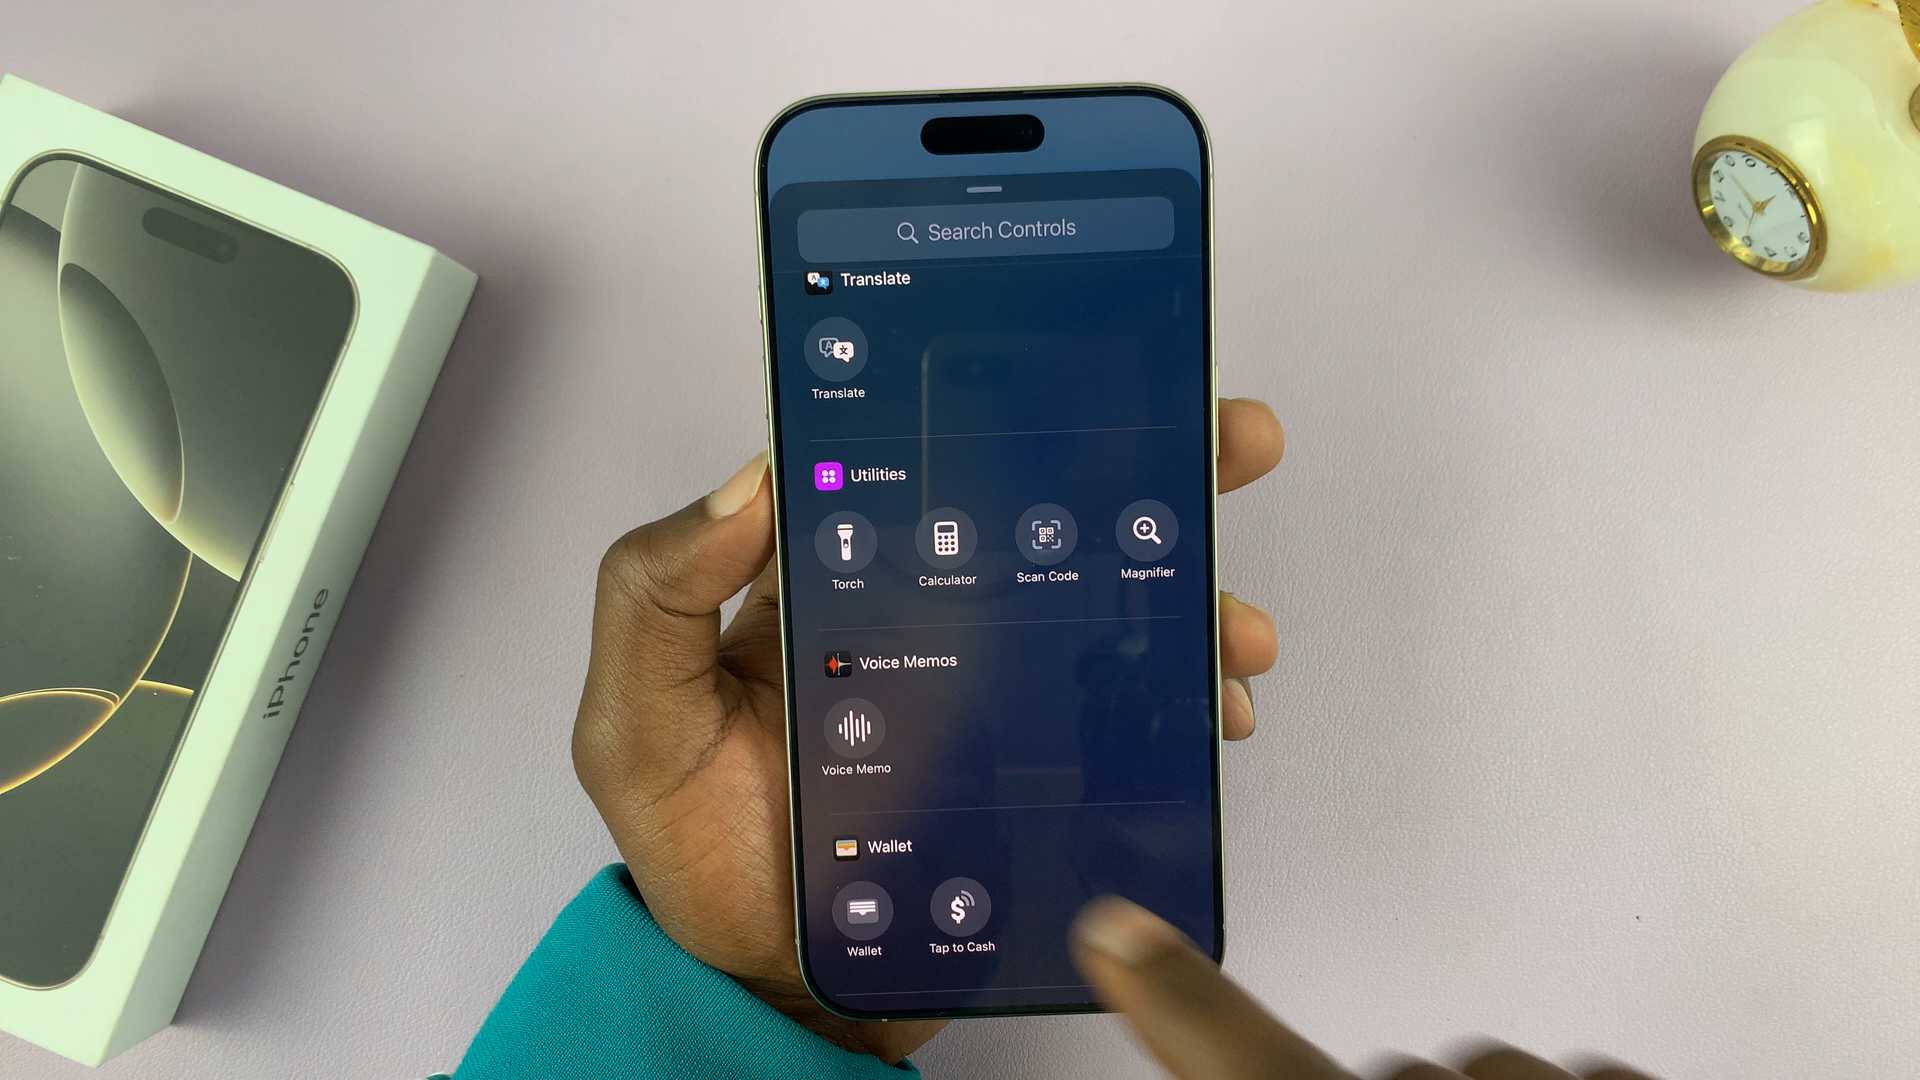 Search Controls
Translate
Translate
Utilities
Torch
Calculator
Scan Code
Magnifier
Voice Memos
Voice Memo
Wallet
Wallet
Tap to Cash
iPhone